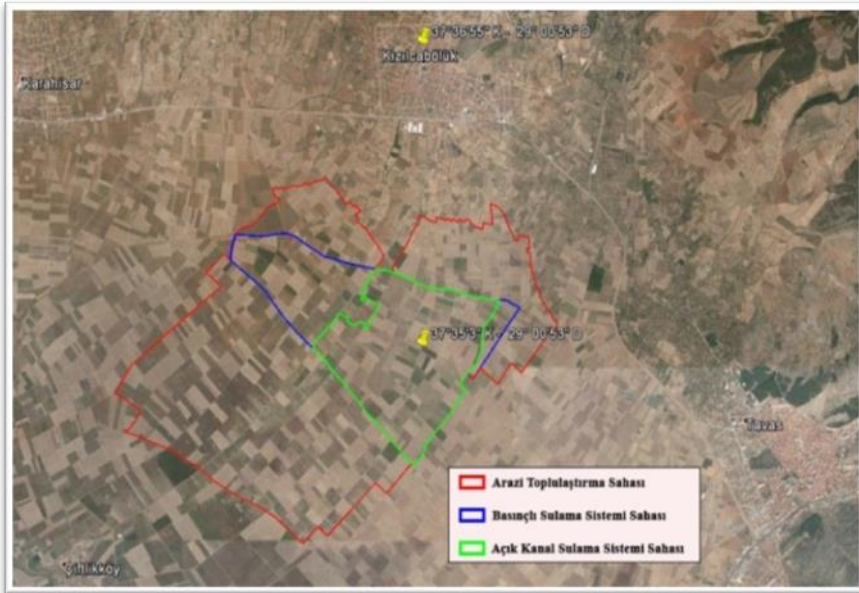 37°36'55" K - 29° 00'53" D
Kızılcabölük
Karahisar
37°35'3" K - 29° 00'53" D
Tavas
Arazi Toplulaştırma Sahası
Basınçlı Sulama Sistemi Sahası
Açık Kanal Sulama Sistemi Sahası
Çiftlikköy